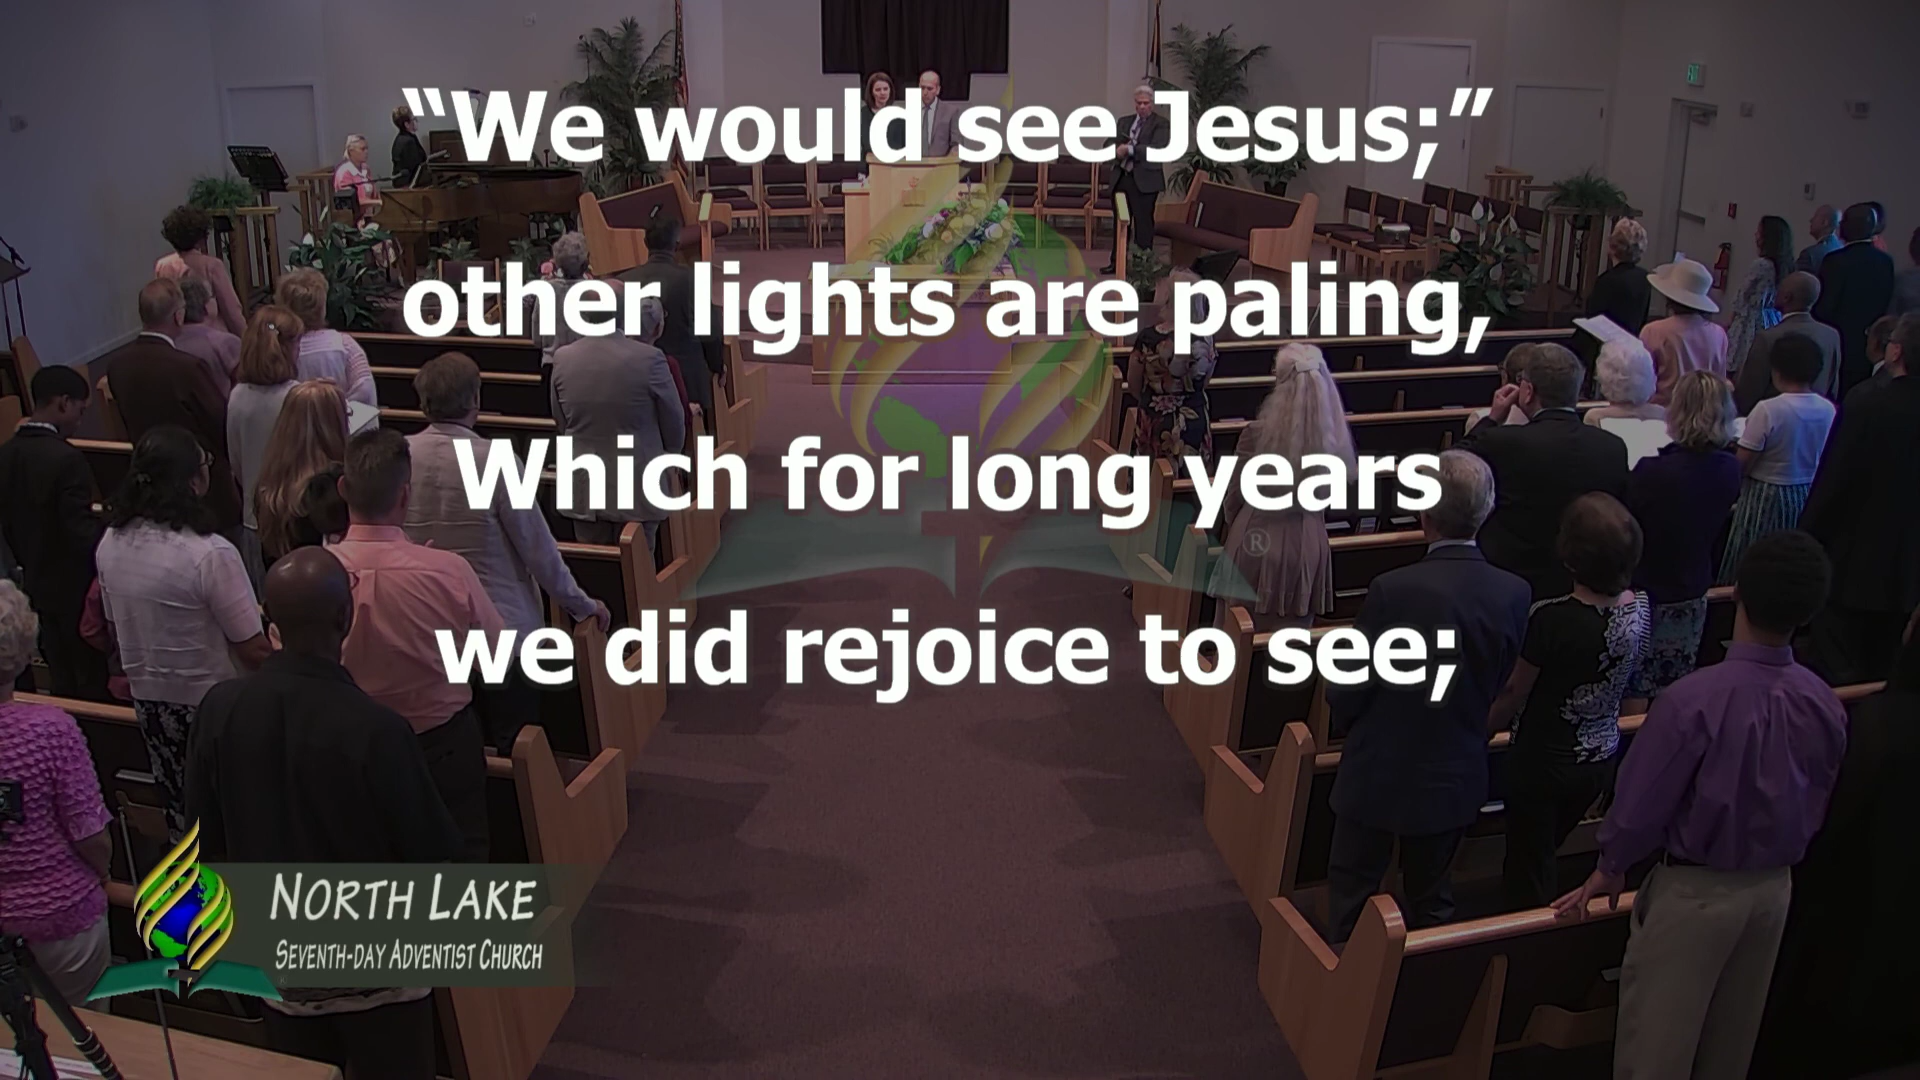 “We would see Jesus;”
other lights are paling,
Which for long years
we did rejoice to see;
®
NORTH LAKE
SEVENTH-DAY ADVENTIST CHURCH